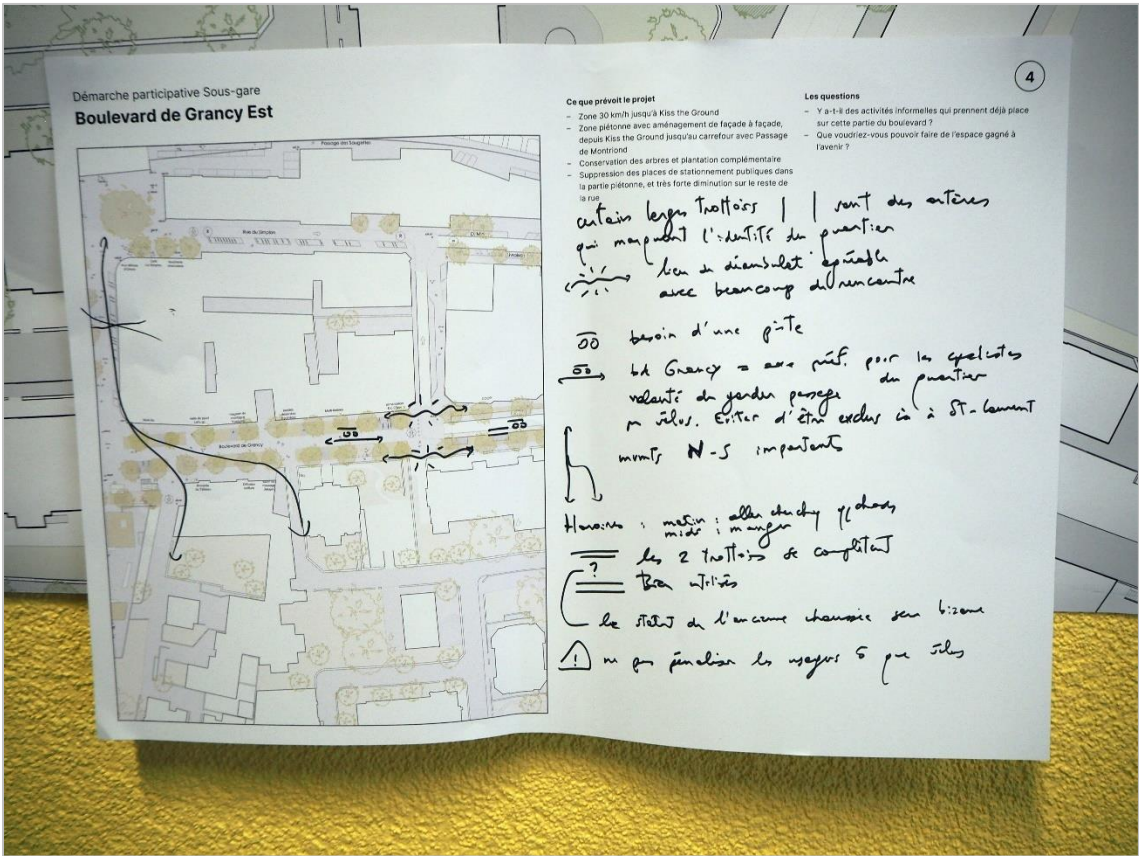 Démarche participative Sous-gare
Boulevard de Grancy Est
4
Ce que prévoit le projet
– Zone 30 km/h jusqu'à Kiss the Ground
– Zone piétonne avec aménagement de façade à façade,
depuis Kiss the Ground jusqu'au carrefour avec Passage
de Montriond
– Conservation des arbres et plantation complémentaire
– Suppression des places de stationnement publiques dans
la partie piétonne, et très forte diminution sur le reste de
la rue
Les questions
– Y a-t-il des activités informelles qui prennent déjà place
sur cette partie du boulevard ?
– Que voudriez-vous pouvoir faire de l'espace gagné à
l'avenir ?
Passage des Saugettes
Rue du Simplon
Boulevard de Grancy
certains larges trottoirs | | sont des artères
qui marquent l'identité du quartier
lieu de agréable
avec beaucoup de rencontre
besoin d'une piste
bd Grancy = axe préf. pour les cyclistes
du quartier
volonté de garder passage
vélos. Eviter d'être exclus à St-Laurent
mvmts N-S importants
Horaires : matin : aller
midi : manger
les 2 trottoirs se complètent
?
Bien utilisés
le statut de l'ancienne chaussée sera bizarre
! ne pas pénaliser les usagers que vélos